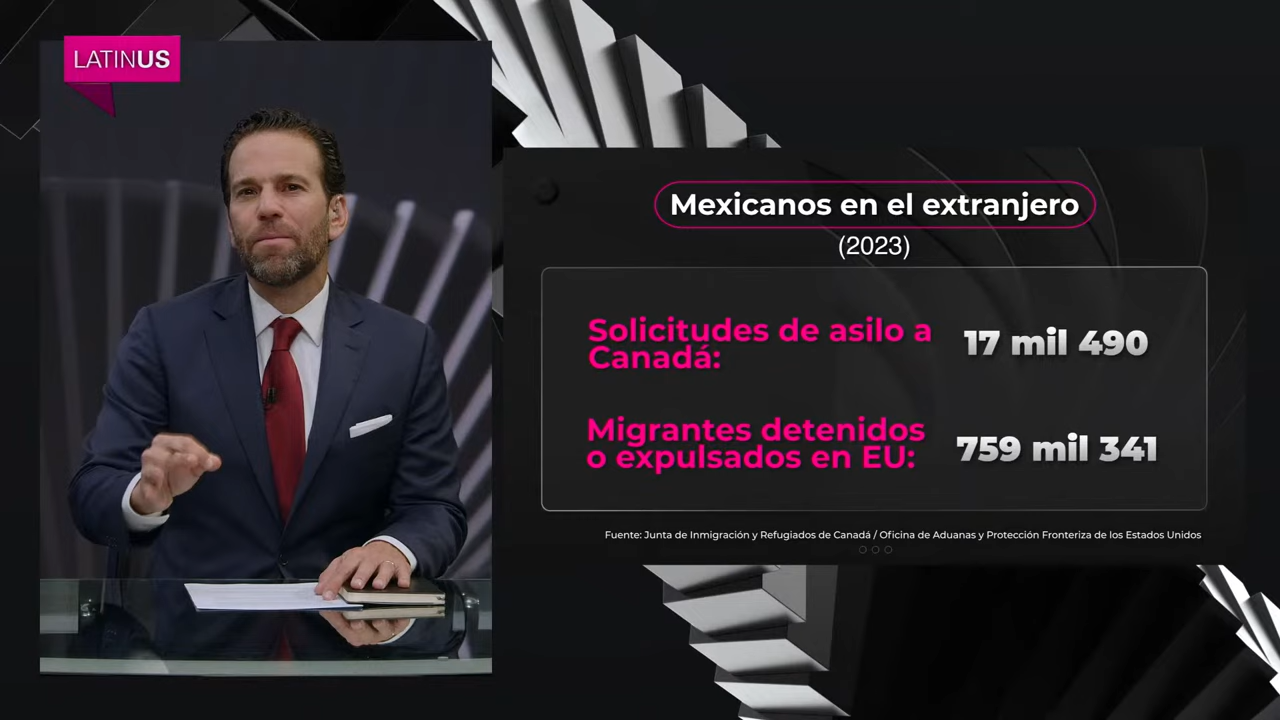 LATINUS
Mexicanos en el extranjero
(2023)
Solicitudes de asilo a
Canadá:
17 mil 490
Migrantes detenidos
o expulsados en EU:
759 mil 341
Fuente: Junta de Inmigración y Refugiados de Canadá / Oficina de Aduanas y Protección Fronteriza de los Estados Unidos